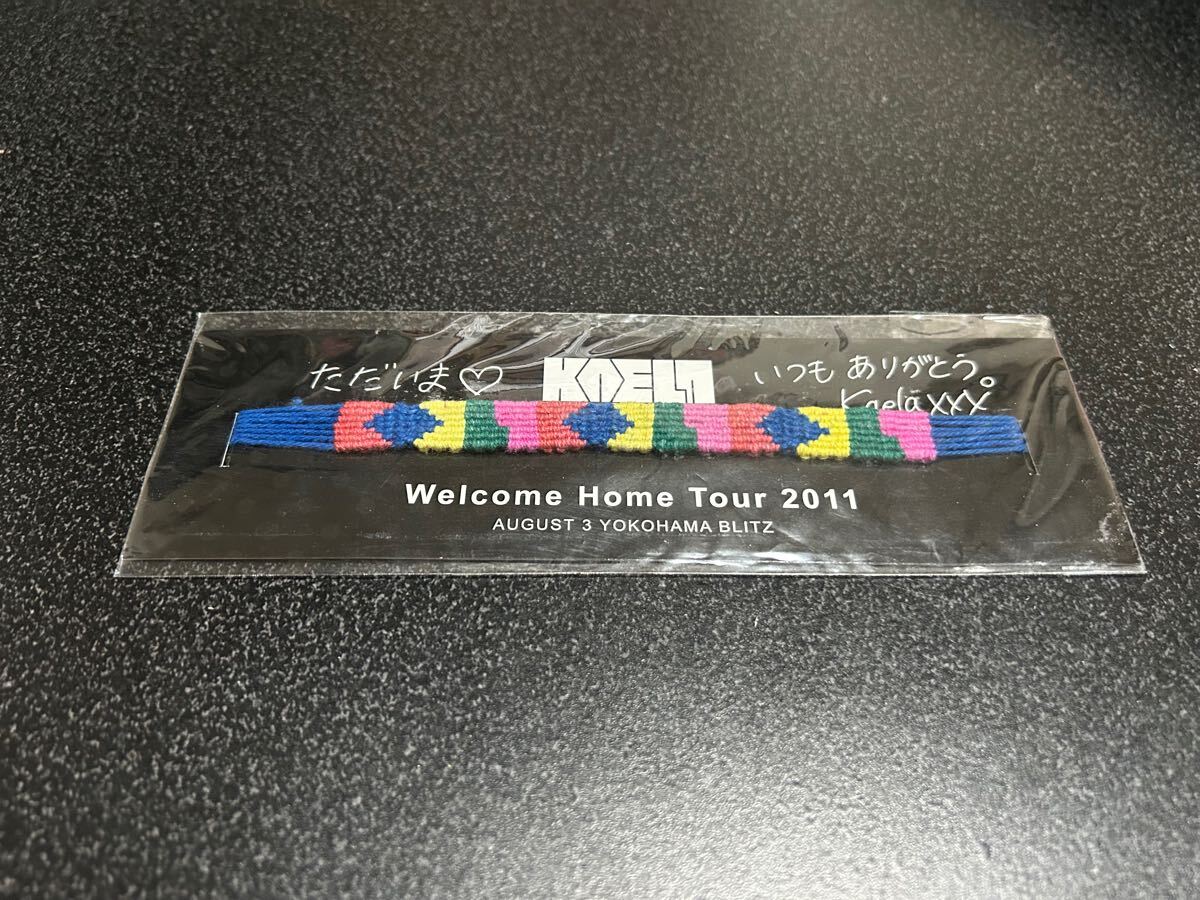 ただいま♡
KAELA
いつも ありがとう。
Kaela xxx
Welcome Home Tour 2011
AUGUST 3 YOKOHAMA BLITZ